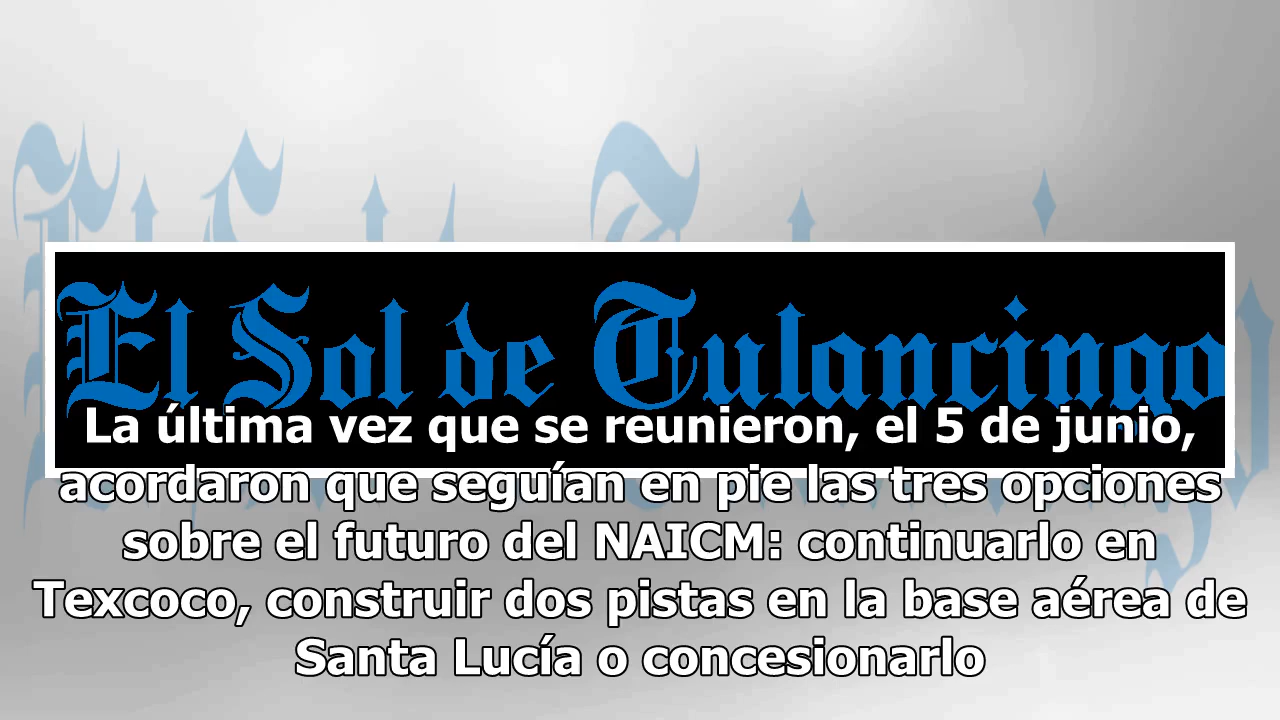 El Sol de Tulancingo
La última vez que se reunieron, el 5 de junio,
acordaron que seguían en pie las tres opciones
sobre el futuro del NAICM: continuarlo en
Texcoco, construir dos pistas en la base aérea de
Santa Lucía o concesionarlo